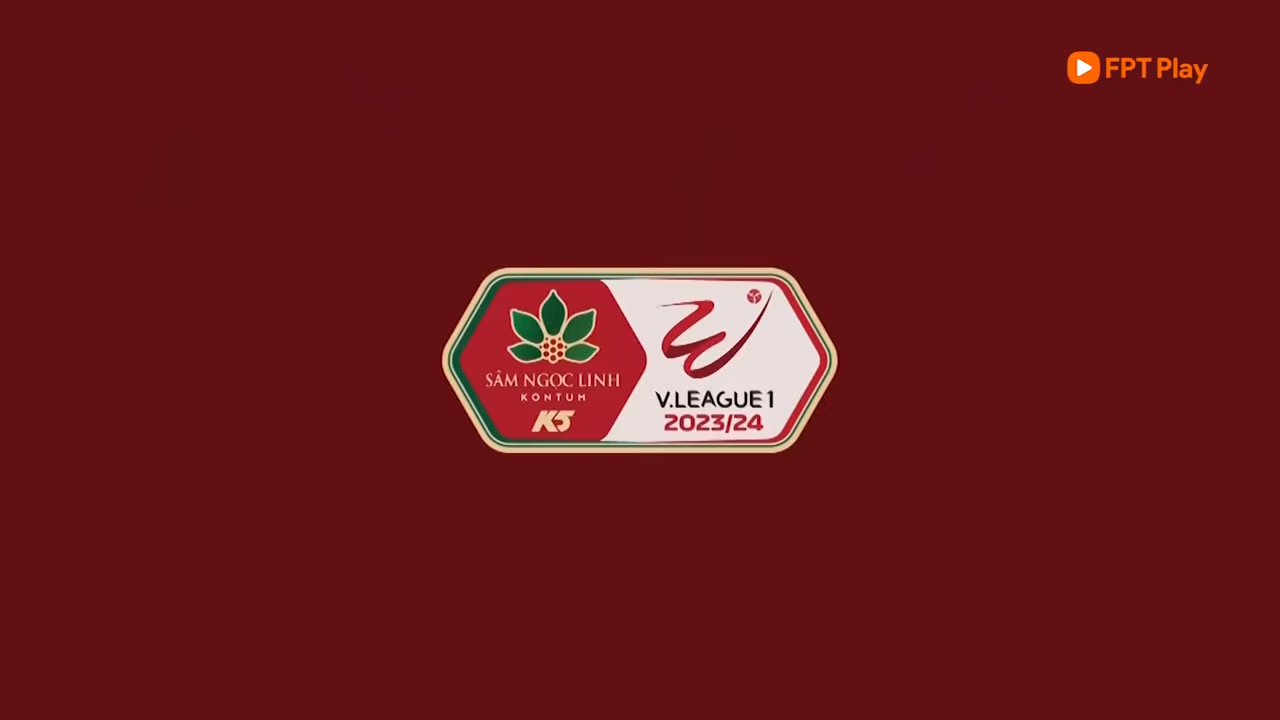 FPT Play
SÂM NGỌC LINH
KONTUM
K5
V.LEAGUE 1
2023/24